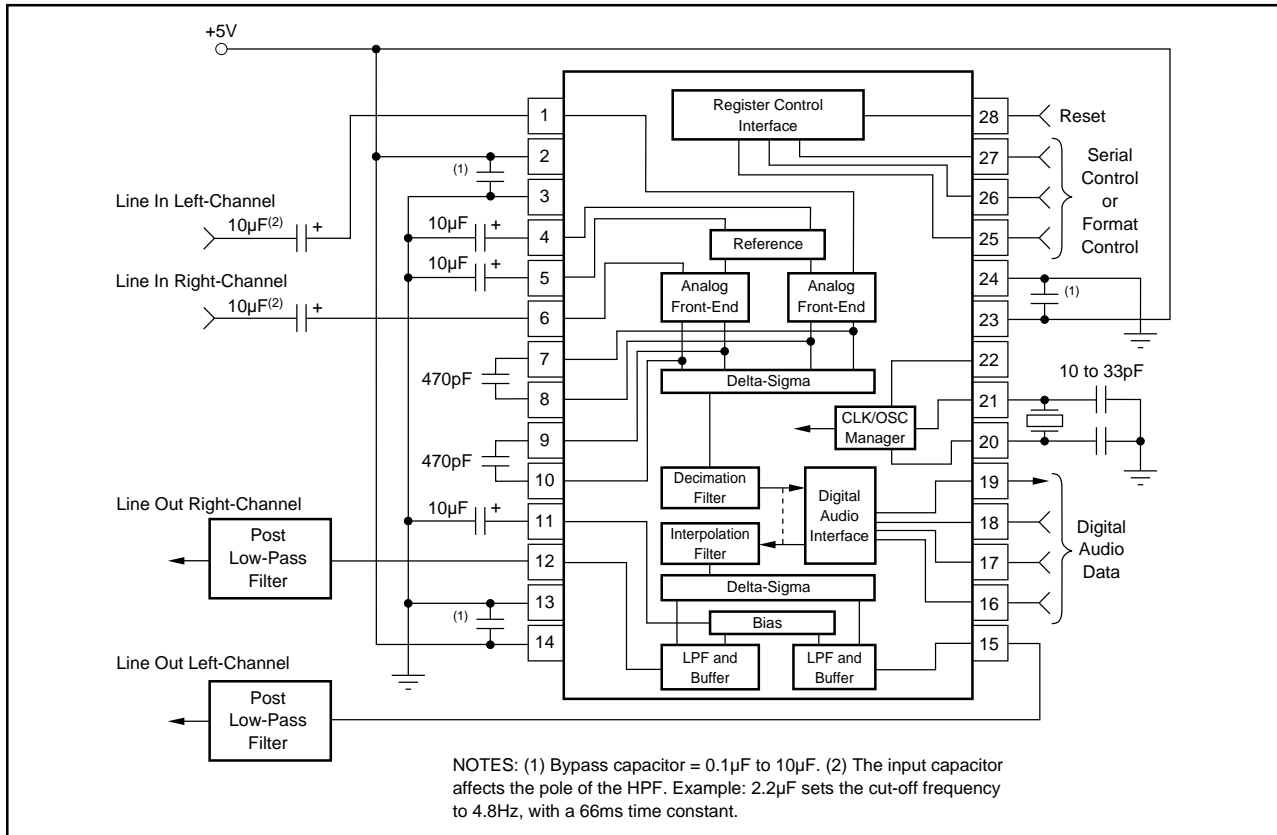 +5V
Line In Left-Channel
10µF(2)
+
Line In Right-Channel
10µF(2)
+
(1)
10µF
+
10µF
+
470pF
470pF
10µF
+
(1)
Line Out Right-Channel
Post
Low-Pass
Filter
Line Out Left-Channel
Post
Low-Pass
Filter
1
2
3
4
5
6
7
8
9
10
11
12
13
14
Register Control
Interface
Reference
Analog
Front-End
Analog
Front-End
Delta-Sigma
CLK/OSC
Manager
Decimation
Filter
Digital
Audio
Interface
Interpolation
Filter
Delta-Sigma
Bias
LPF and
Buffer
LPF and
Buffer
28
27
26
25
24
23
22
21
20
19
18
17
16
15
Reset
Serial
Control
or
Format
Control
(1)
10 to 33pF
Digital
Audio
Data
NOTES: (1) Bypass capacitor = 0.1µF to 10µF. (2) The input capacitor
affects the pole of the HPF. Example: 2.2µF sets the cut-off frequency
to 4.8Hz, with a 66ms time constant.